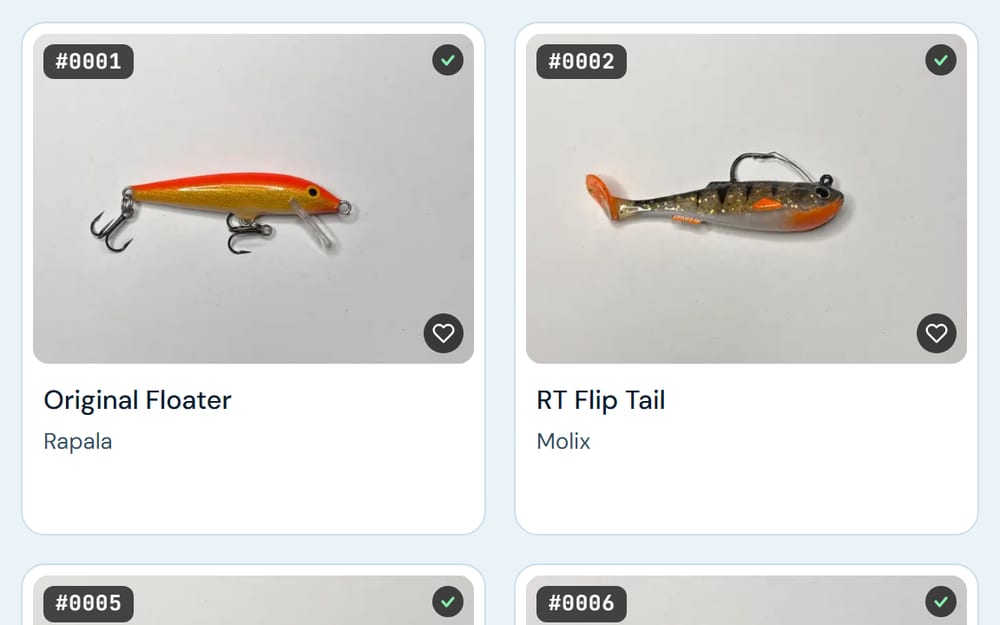 #0001
#0002
Original Floater
Rapala
RT Flip Tail
Molix
#0005
#0006